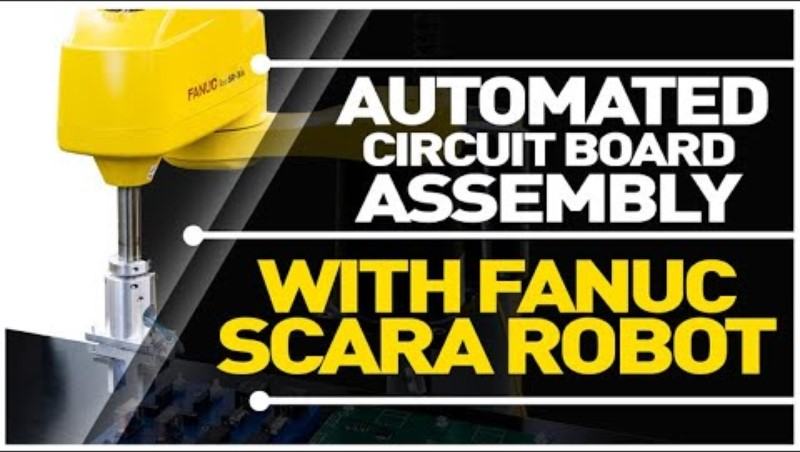 FANUC
AUTOMATED
CIRCUIT BOARD
ASSEMBLY
WITH FANUC
SCARA ROBOT